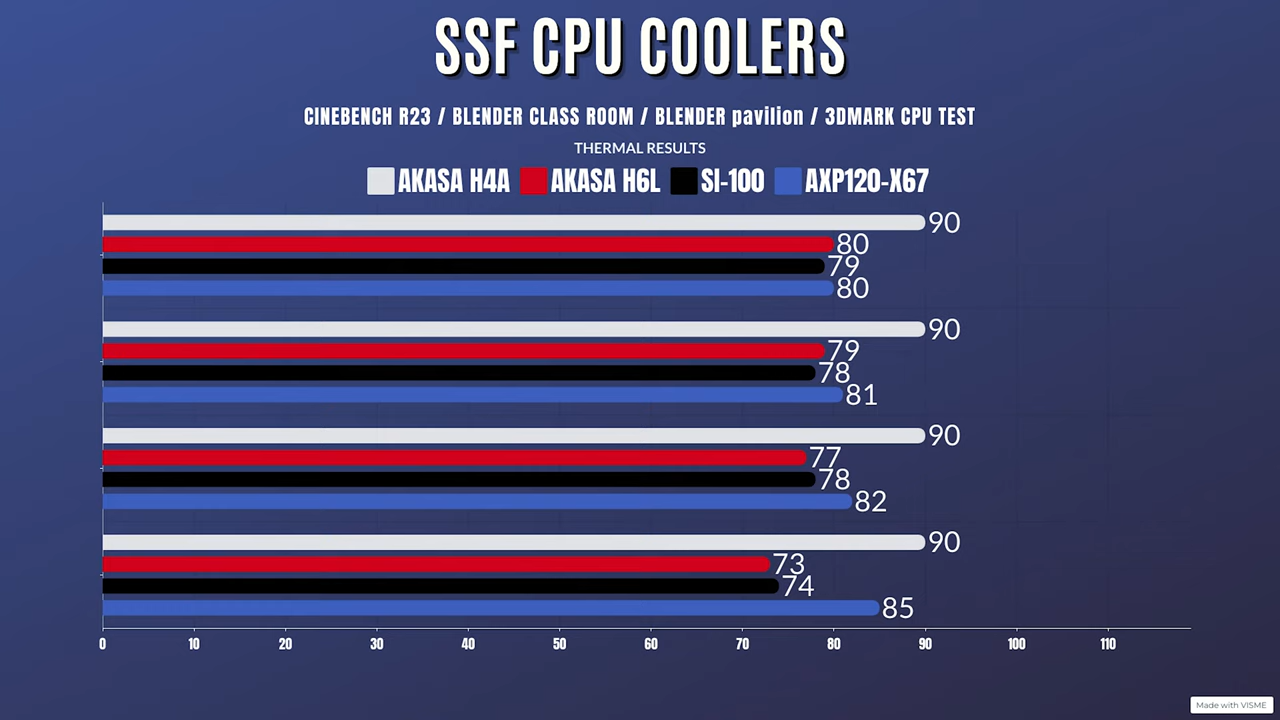 SSF CPU COOLERS
CINEBENCH R23 / BLENDER CLASS ROOM / BLENDER pavilion / 3DMARK CPU TEST
THERMAL RESULTS
AKASA H4A AKASA H6L SI-100 AXP120-X67
90
80
79
80
90
79
78
81
90
77
78
82
90
73
74
85
0 10 20 30 40 50 60 70 80 90 100 110
Made with VISME